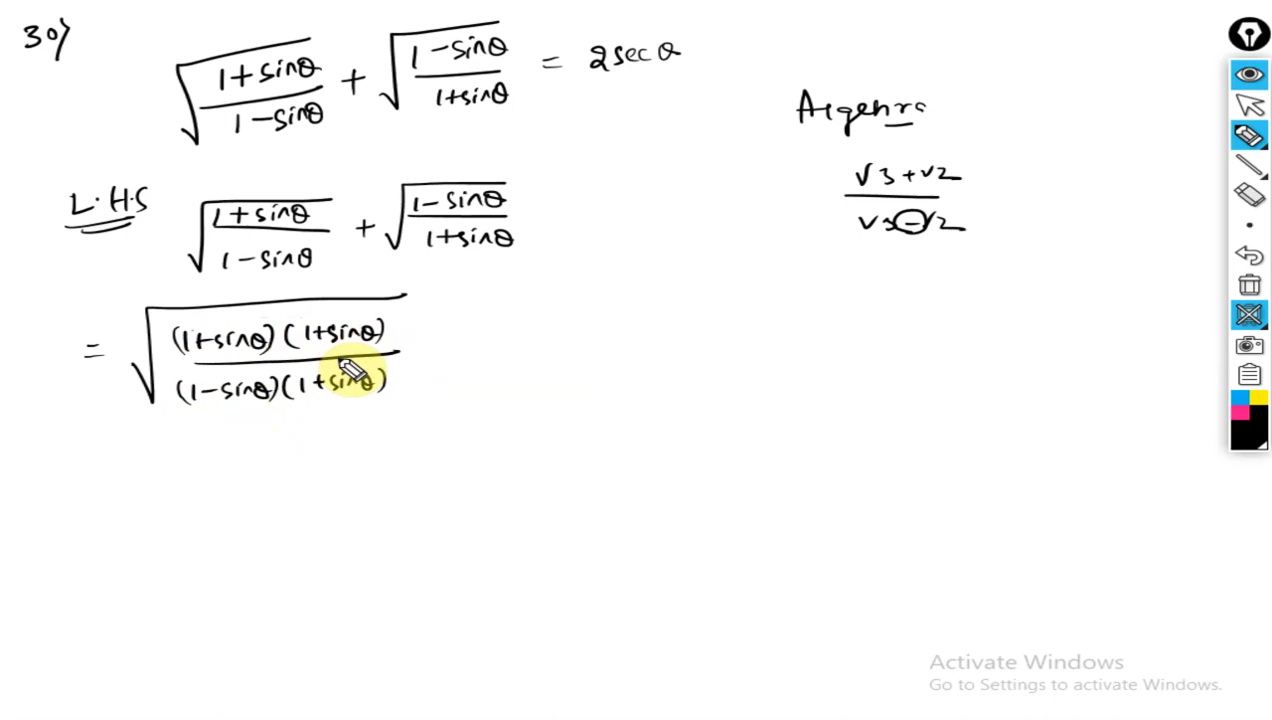 30)
√((1+sinθ)/(1-sinθ)) + √((1-sinθ)/(1+sinθ)) = 2secθ
Algebra
(√3+√2)/(√3-√2)
L.H.S √((1+sinθ)/(1-sinθ)) + √((1-sinθ)/(1+sinθ))
= √((1+sinθ)(1+sinθ)/(1-sinθ)(1+sinθ))
Activate Windows
Go to Settings to activate Windows.